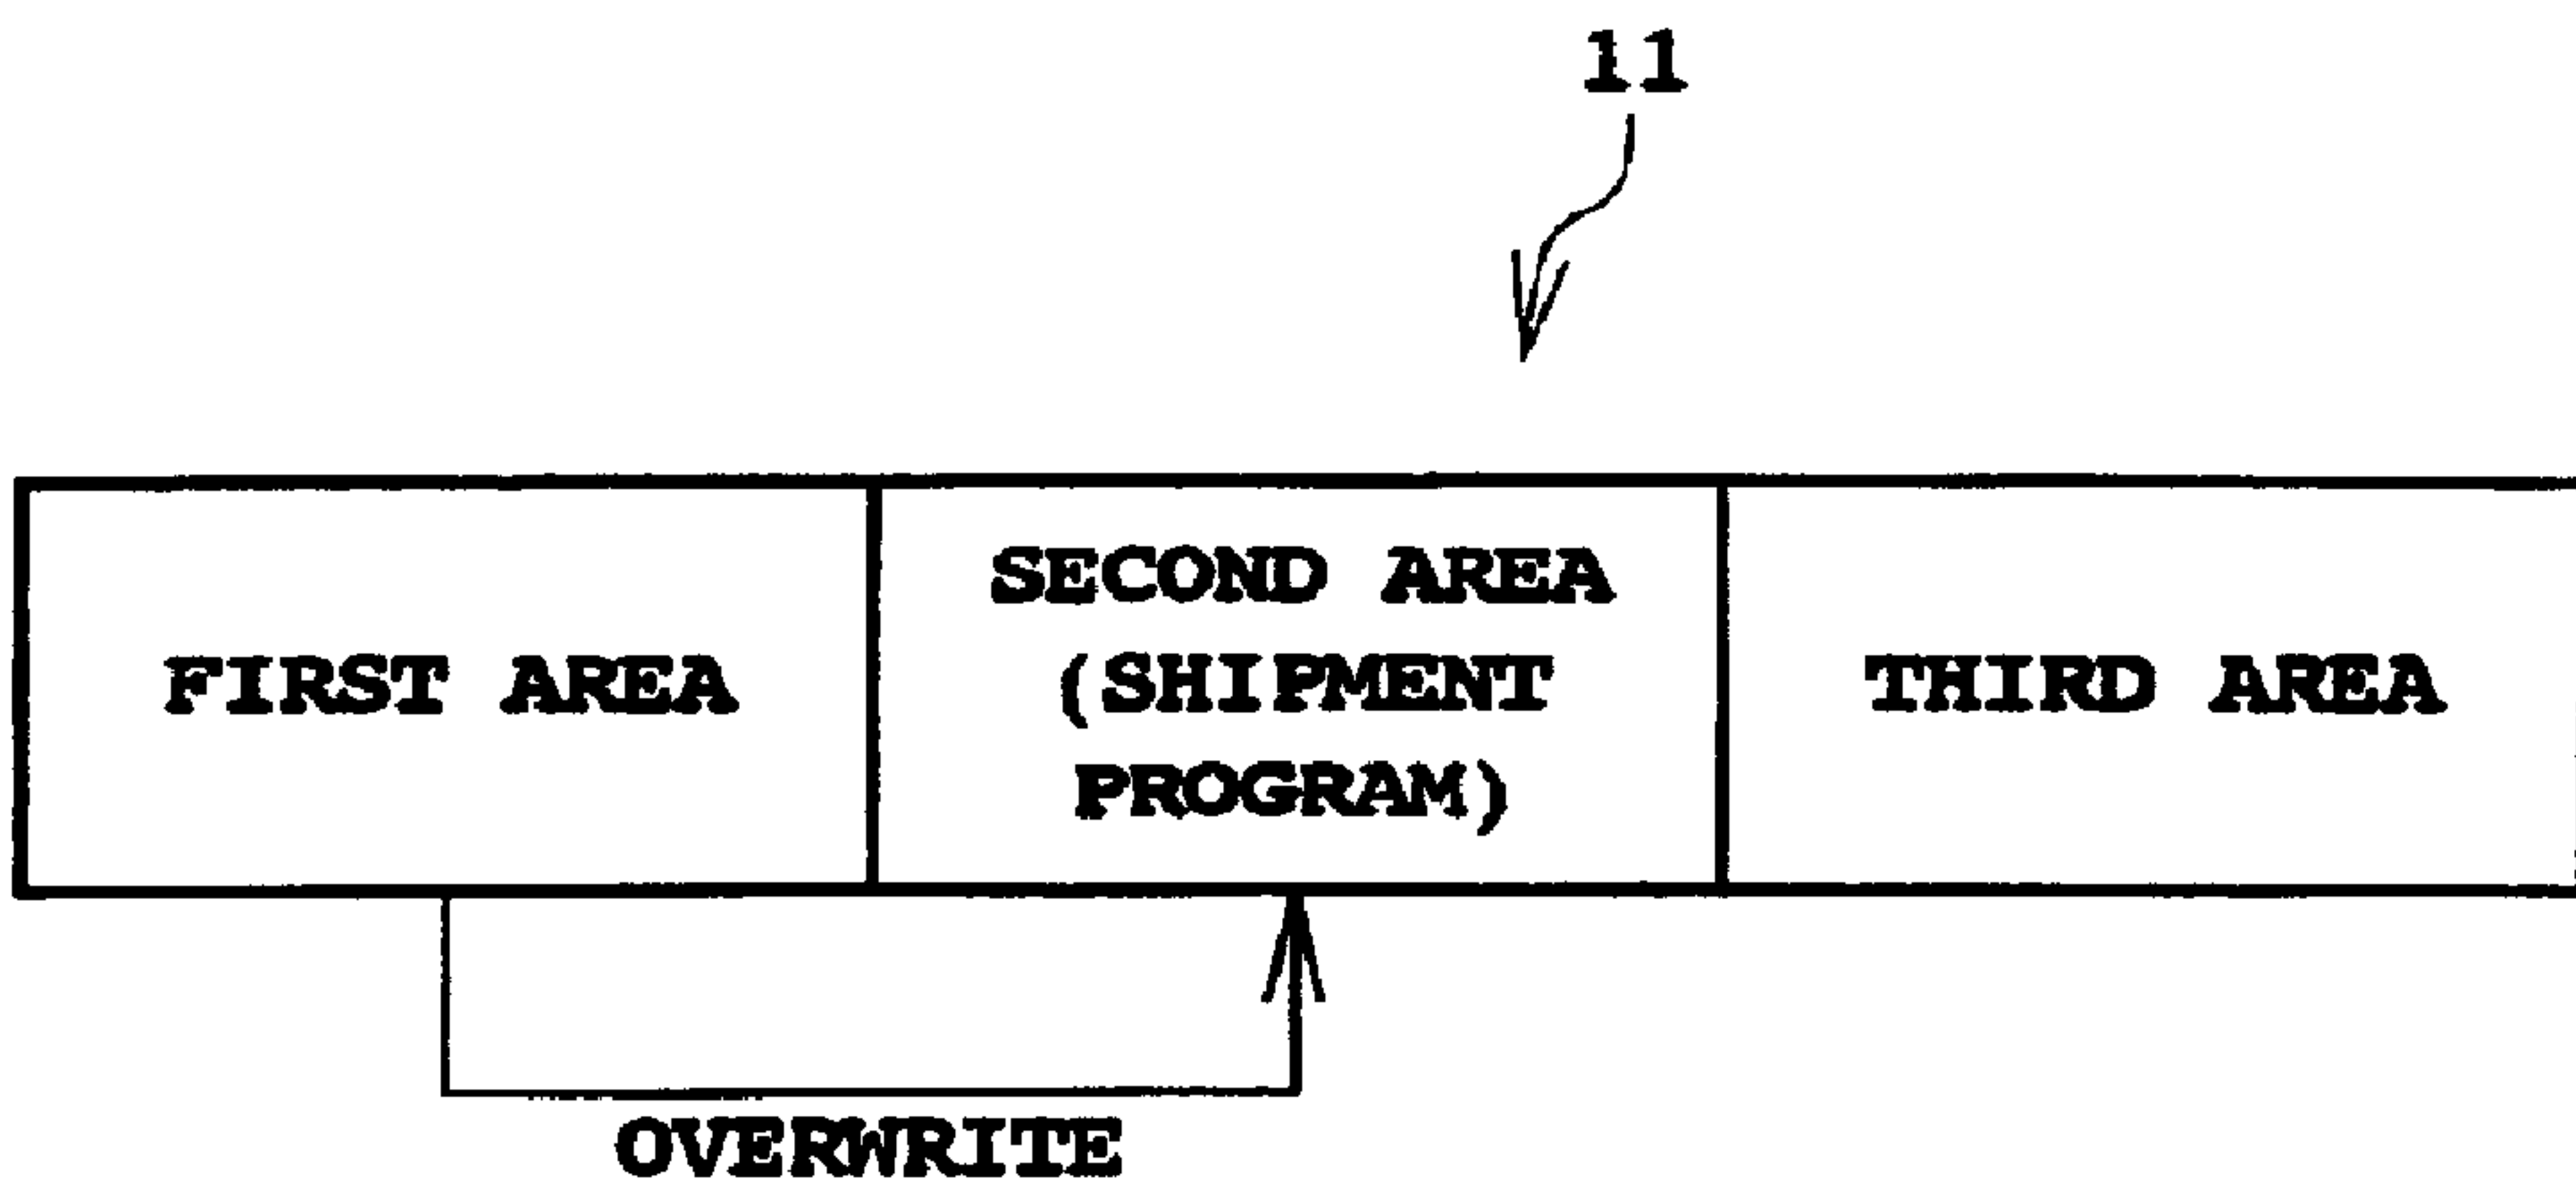 11
FIRST AREA
SECOND AREA
(SHIPMENT
PROGRAM)
THIRD AREA
OVERWRITE